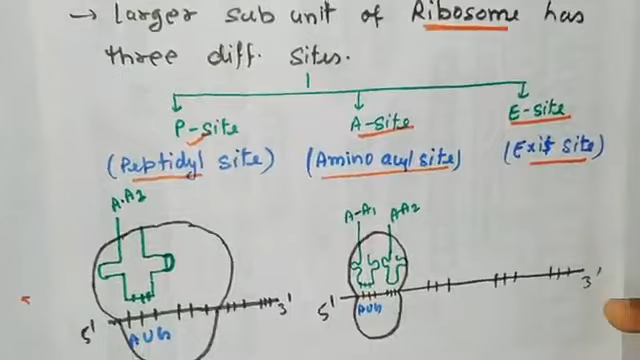 → Larger sub unit of Ribosome has
three diff. sites.
P-site A-site E-site
(Peptidyl site) (Amino acyl site) (Exit site)
A-A1 A-A2
5' AUG 3'
5' AUG 3'